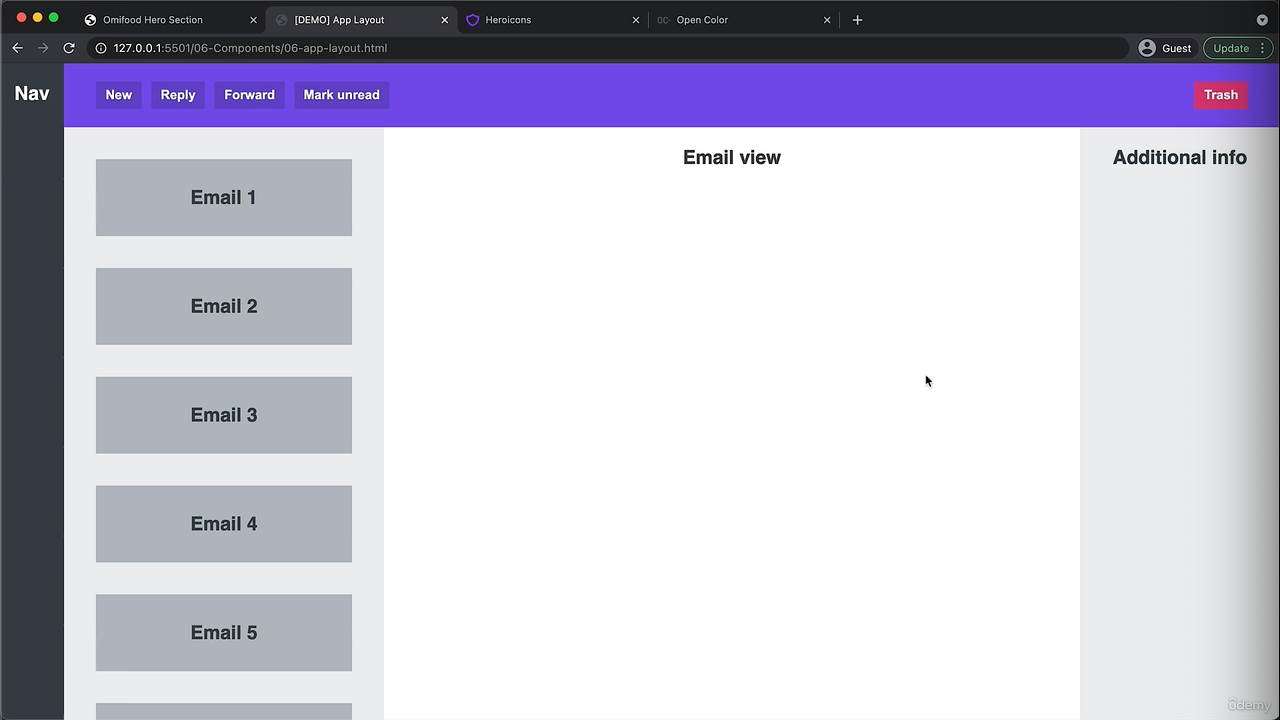 Omifood Hero Section
[DEMO] App Layout
Heroicons
OC- Open Color
127.0.0.1:5501/06-Components/06-app-layout.html
Guest
Update
Nav
New
Reply
Forward
Mark unread
Trash
Email 1
Email 2
Email 3
Email 4
Email 5
Email view
Additional info
ûdemy